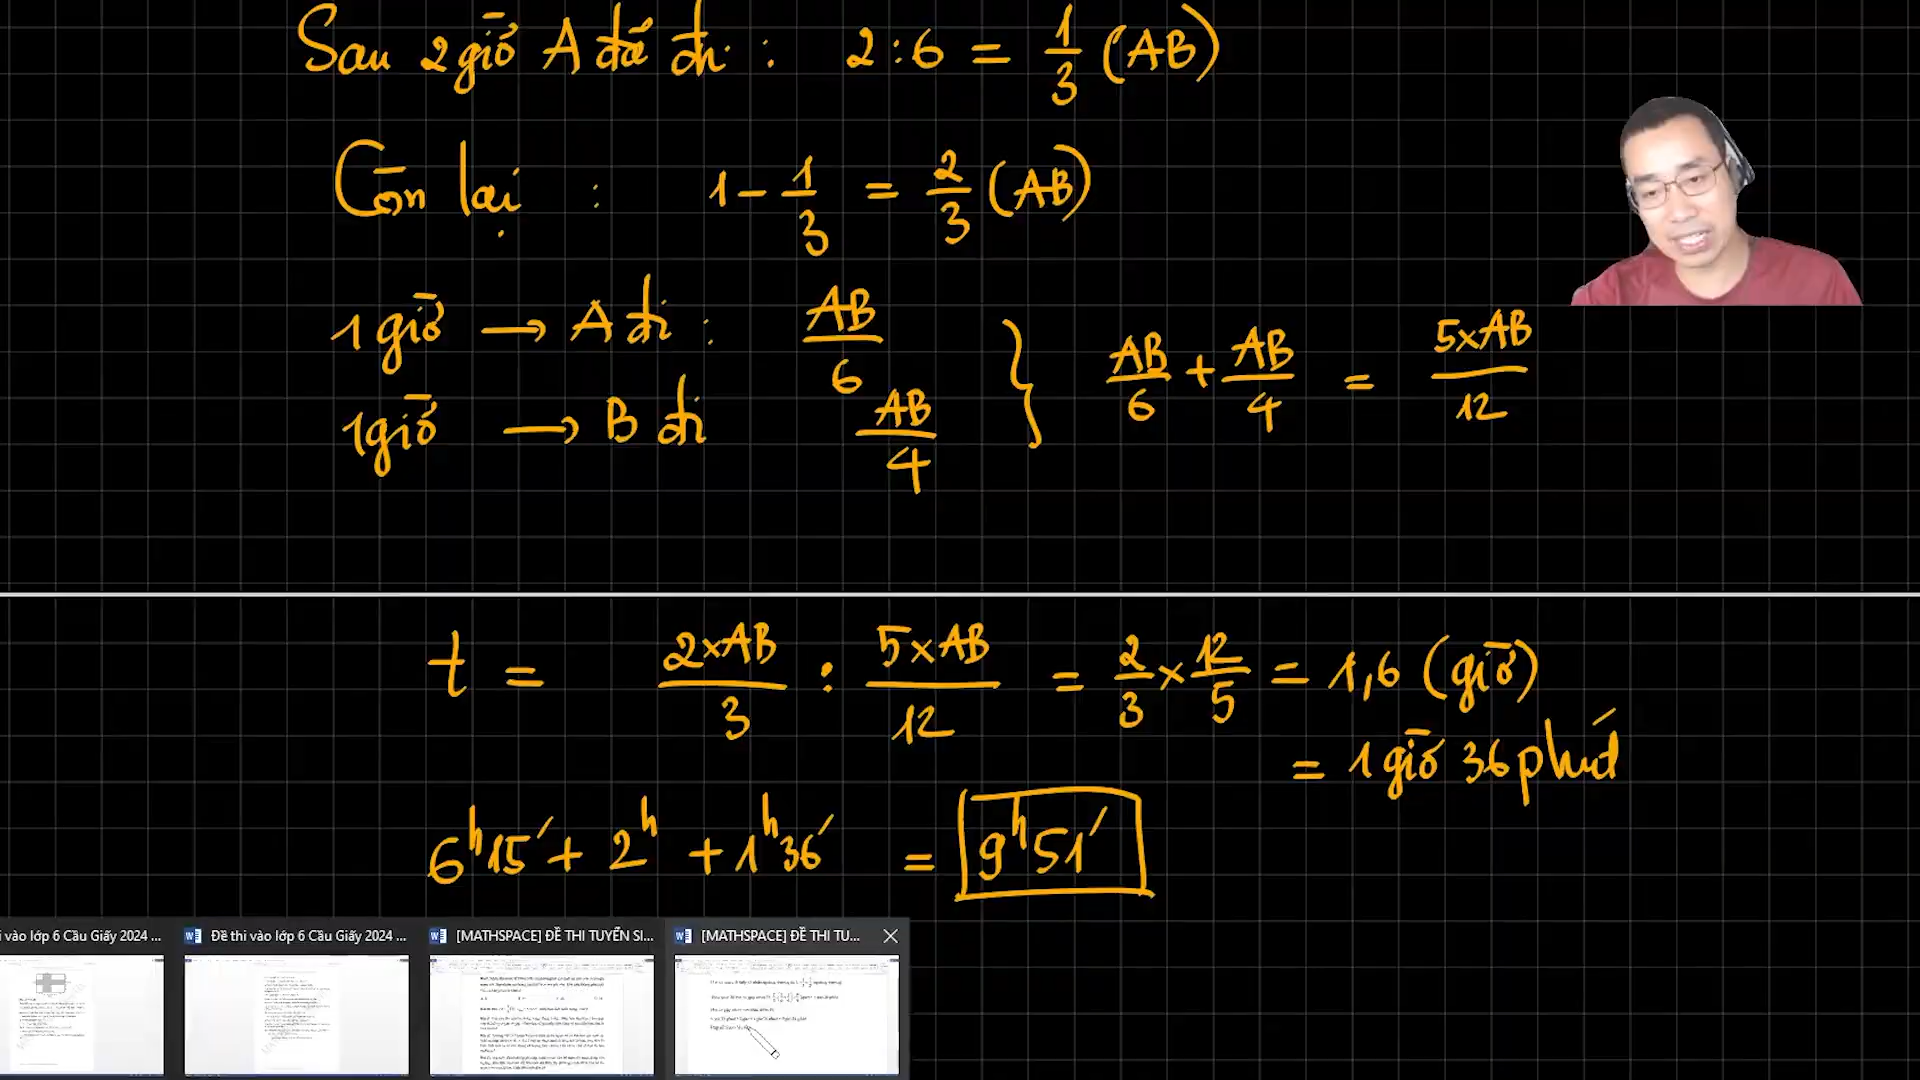 Sau 2 giờ A đã đi : 2 : 6 = 1/3 (AB)
Còn lại : 1 - 1/3 = 2/3 (AB)
1 giờ → A đi : AB/6
1 giờ → B đi AB/4 } AB/6 + AB/4 = 5×AB/12
t = 2×AB/3 : 5×AB/12 = 2/3 × 12/5 = 1,6 (giờ)
= 1 giờ 36 phút
6h15' + 2h + 1h36' = 9h51'
i vào lớp 6 Cầu Giấy 2024 ...
Đề thi vào lớp 6 Cầu Giấy 2024 ...
[MATHSPACE] ĐỀ THI TUYỂN SI...
[MATHSPACE] ĐỀ THI TU...